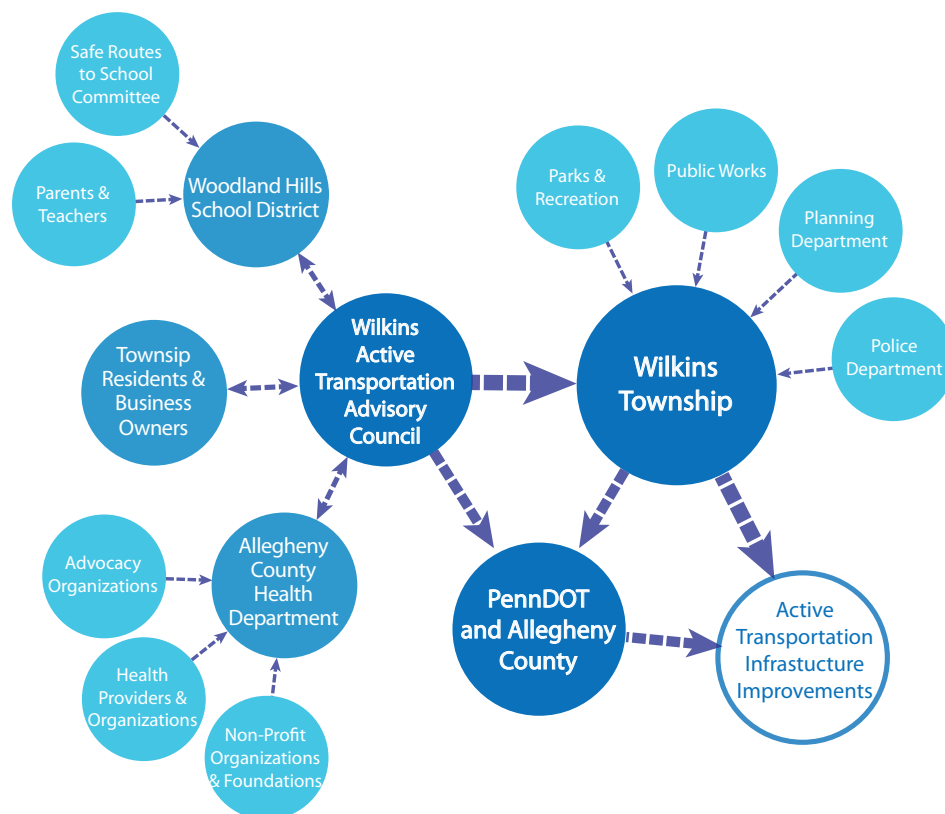 Safe Routes
to School
Committee
Parents &
Teachers
Woodland Hills
School District
Parks &
Recreation
Public Works
Planning
Department
Police
Department
Townsip
Residents &
Business
Owners
Wilkins
Active
Transportation
Advisory
Council
Wilkins
Township
Advocacy
Organizations
Allegheny
County
Health
Department
Health
Providers &
Organizations
Non-Profit
Organizations
& Foundations
PennDOT
and Allegheny
County
Active
Transportation
Infrastucture
Improvements